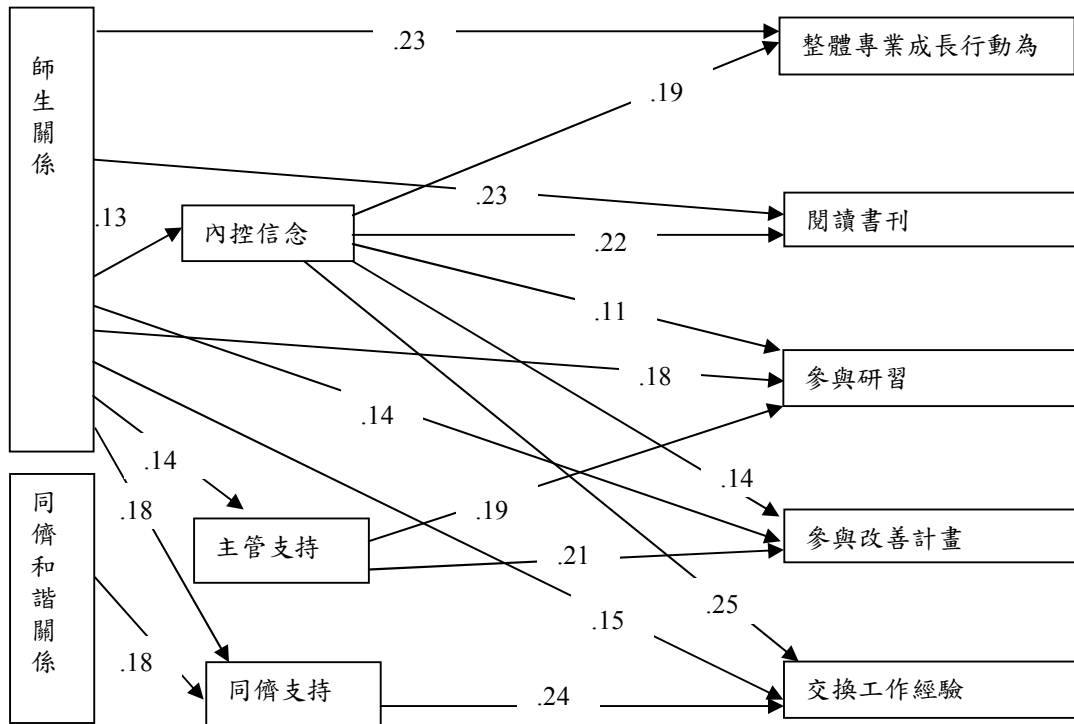 師生關係
.23
整體專業成長行動為
.19
.23
閱讀書刊
.13
內控信念
.22
.11
.18
參與研習
.14
.14
.14
.18
.19
參與改善計畫
主管支持
.21
同儕和諧關係
.25
.15
.18
同儕支持
.24
交換工作經驗